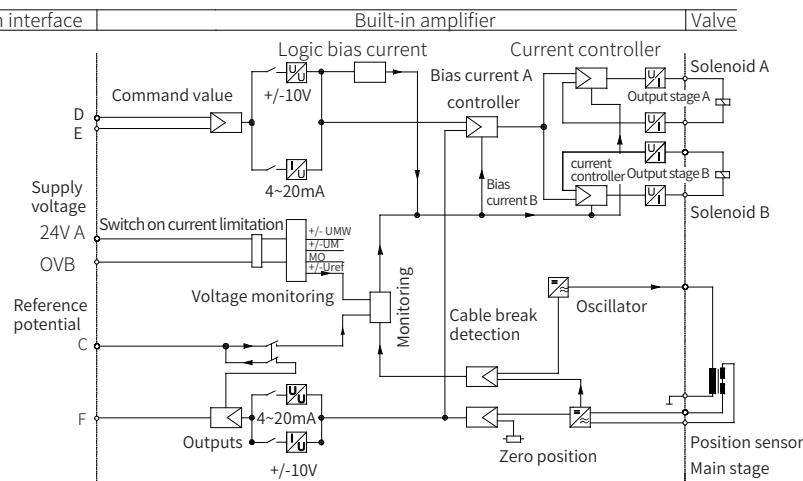 n interface
Built-in amplifier
Valve
Logic bias current
Current controller
Command value
+/-10V
Bias current A
controller
Solenoid A
Output stage A
D
E
4~20mA
Bias
current B
current
controller
Output stage B
Solenoid B
Supply
voltage
24V A
OVB
Switch on current limitation
+/- UMW
+/-UM
MO
+/-Uref
Voltage monitoring
Monitoring
Reference
potential
C
Cable break
detection
Oscillator
F
4~20mA
Outputs
+/-10V
Zero position
Position sensor
Main stage
U
U
I
U
U
I
U
I
U
I
U
I
U
U
I
U